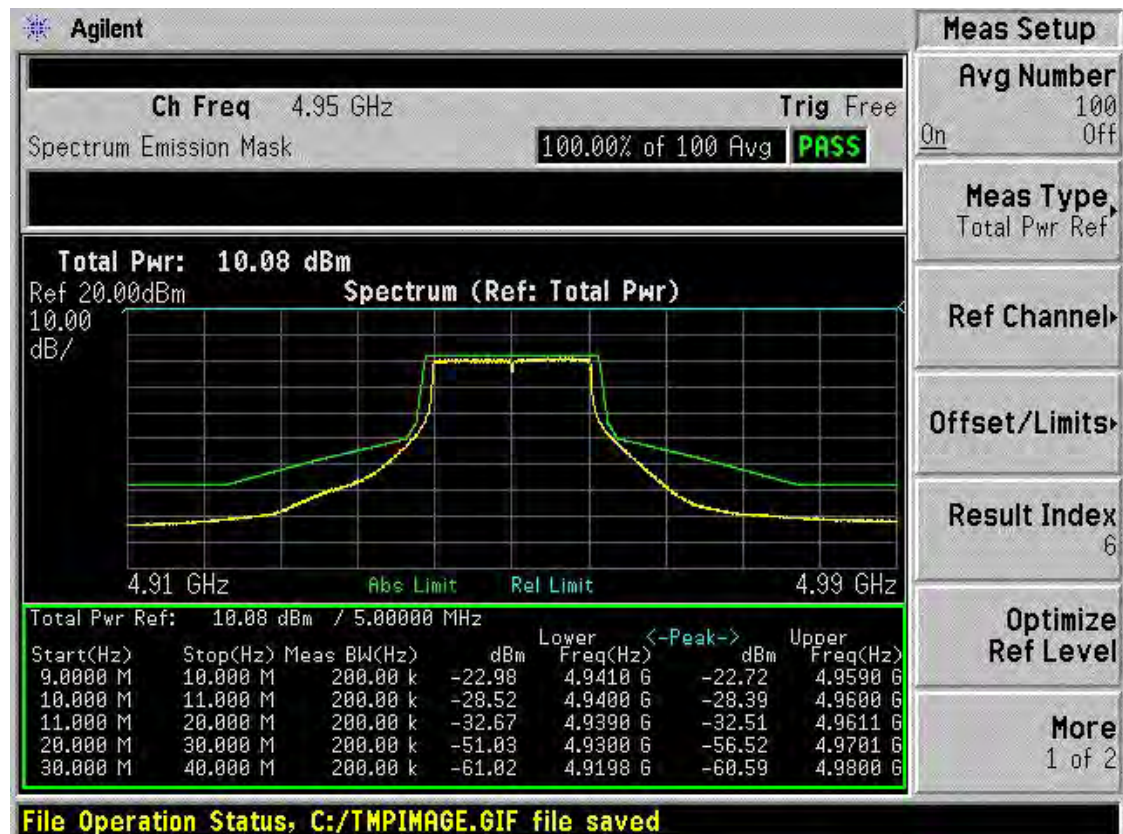 Agilent
Meas Setup
Ch Freq 4.95 GHz Trig Free
Spectrum Emission Mask 100.00% of 100 Avg PASS
Total Pwr: 10.08 dBm
Ref 20.00dBm Spectrum (Ref: Total Pwr)
10.00
dB/
4.91 GHz Abs Limit Rel Limit 4.99 GHz
Total Pwr Ref: 10.08 dBm / 5.00000 MHz
Lower <-Peak-> Upper
Start(Hz) Stop(Hz) Meas BW(Hz) dBm Freq(Hz) dBm Freq(Hz)
9.0000 M 10.000 M 200.00 k -22.98 4.9410 G -22.72 4.9590 G
10.000 M 11.000 M 200.00 k -28.52 4.9400 G -28.39 4.9600 G
11.000 M 20.000 M 200.00 k -32.67 4.9390 G -32.51 4.9611 G
20.000 M 30.000 M 200.00 k -51.03 4.9300 G -56.52 4.9701 G
30.000 M 40.000 M 200.00 k -61.02 4.9198 G -60.59 4.9800 G
Avg Number
100
On Off
Meas Type
Total Pwr Ref
Ref Channel
Offset/Limits
Result Index
6
Optimize
Ref Level
More
1 of 2
File Operation Status, C:/TMPIMAGE.GIF file saved